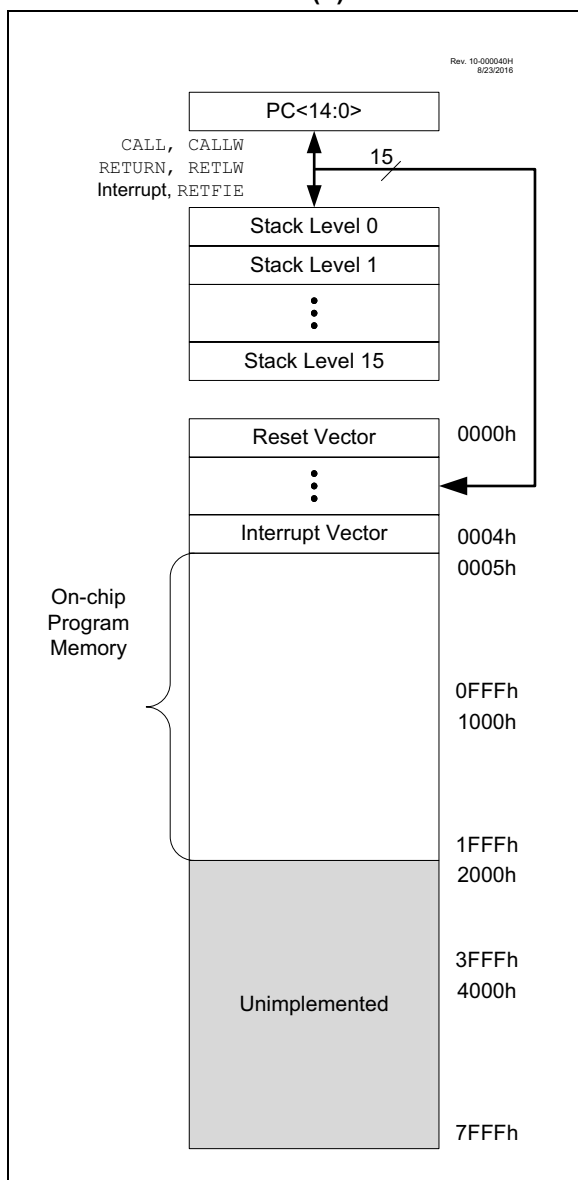 Rev. 10-000040H
8/23/2016
PC<14:0>
CALL, CALLW
RETURN, RETLW
Interrupt, RETFIE
15
Stack Level 0
Stack Level 1
Stack Level 15
Reset Vector
0000h
Interrupt Vector
0004h
0005h
On-chip
Program
Memory
0FFFh
1000h
1FFFh
2000h
3FFFh
4000h
Unimplemented
7FFFh